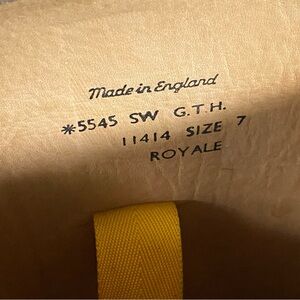 Made in England
*5545 SW G.T.H.
11414 SIZE 7
ROYALE